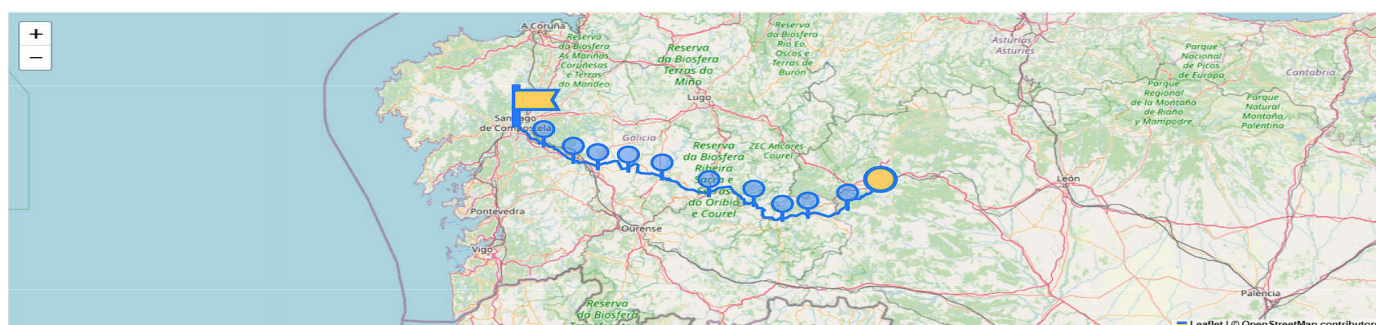 +
−
A Coruña
Reserva
da Biosfera
As Mariñas
Coruñesas
e Terras
do Mandeo
Reserva
da Biosfera
Terras do
Miño
Reserva
da Biosfera
Río Eo,
Oscos e
Terras de
Burón
Asturias
Asturies
Parque
Nacional
de Picos
de Europa
Cantabria
Parque
Regional
de la Montaña
de Riaño
y Mampodre
Parque
Natural
Montaña
Palentina
Lugo
Santiago
de Compostela
Galicia
Reserva
da Biosfera
Ribeira
Sacra e
Serras
do Oribio
e Courel
ZEC Ancares
Courel
León
Pontevedra
Ourense
Vigo
Palencia
Reserva
da Biosfera
Leaflet | © OpenStreetMap contributors